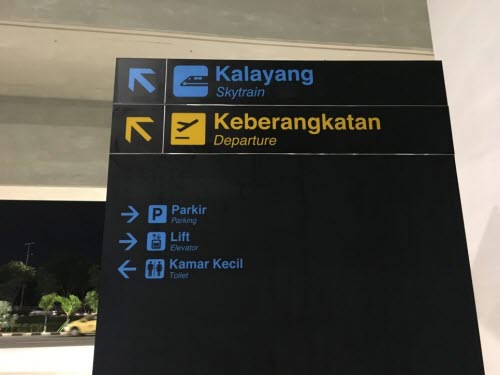 Kalayang
Skytrain
Keberangkatan
Departure
P Parkir
Parking
Lift
Elevator
Kamar Kecil
Toilet